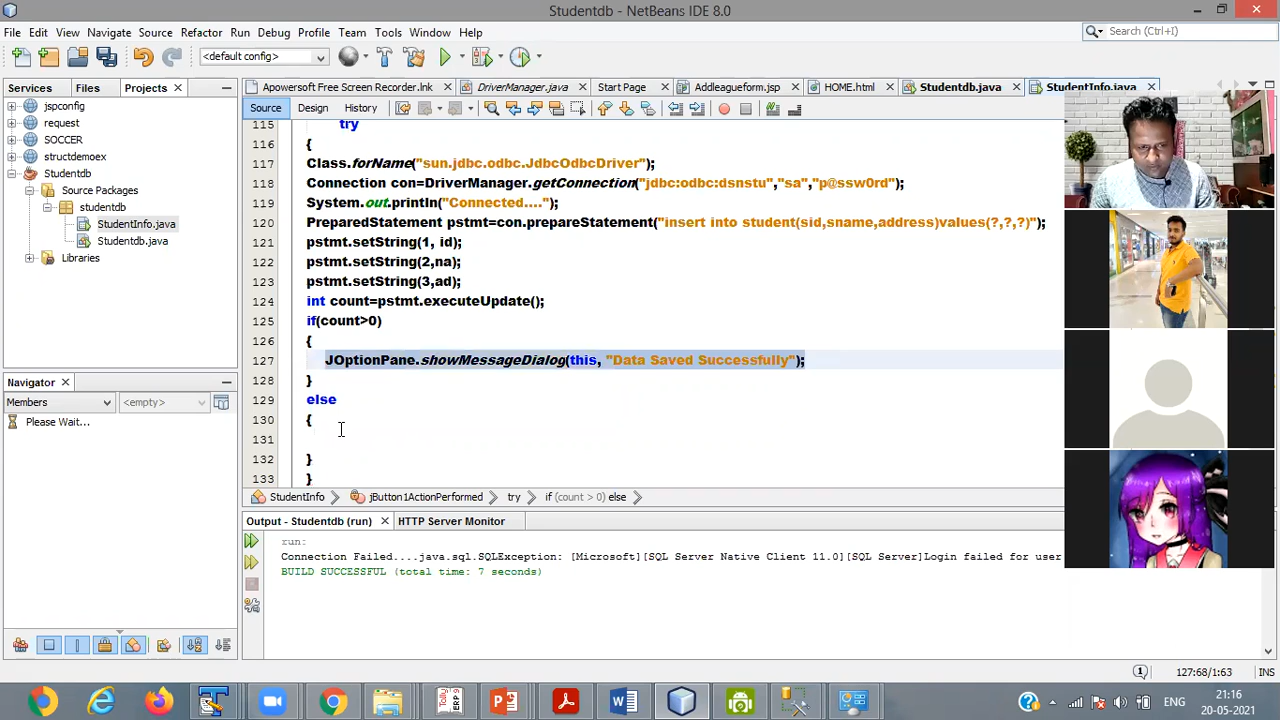 Studentdb - NetBeans IDE 8.0
File Edit View Navigate Source Refactor Run Debug Profile Team Tools Window Help
Search (Ctrl+I)
<default config>
Services Files Projects
Apowersoft Free Screen Recorder.lnk DriverManager.java Start Page Addleagueform.jsp HOME.html Studentdb.java StudentInfo.java
Source Design History
jspconfig
request
SOCCER
structdemoex
Studentdb
Source Packages
studentdb
StudentInfo.java
Studentdb.java
Libraries
115 try
116 {
117 Class.forName("sun.jdbc.odbc.JdbcOdbcDriver");
118 Connection con=DriverManager.getConnection("jdbc:odbc:dsnstu","sa","p@ssw0rd");
119 System.out.println("Connected....");
120 PreparedStatement pstmt=con.prepareStatement("insert into student(sid,sname,address)values(?,?,?)");
121 pstmt.setString(1, id);
122 pstmt.setString(2,na);
123 pstmt.setString(3,ad);
124 int count=pstmt.executeUpdate();
125 if(count>0)
126 {
127 JOptionPane.showMessageDialog(this, "Data Saved Successfully");
128 }
129 else
130 {
131
132 }
133 }
Navigator
Members <empty>
Please Wait...
StudentInfo jButton1ActionPerformed try if (count > 0) else
Output - Studentdb (run) HTTP Server Monitor
run:
Connection Failed....java.sql.SQLException: [Microsoft][SQL Server Native Client 11.0][SQL Server]Login failed for user
BUILD SUCCESSFUL (total time: 7 seconds)
127:68/1:63 INS
ENG
21:16
20-05-2021